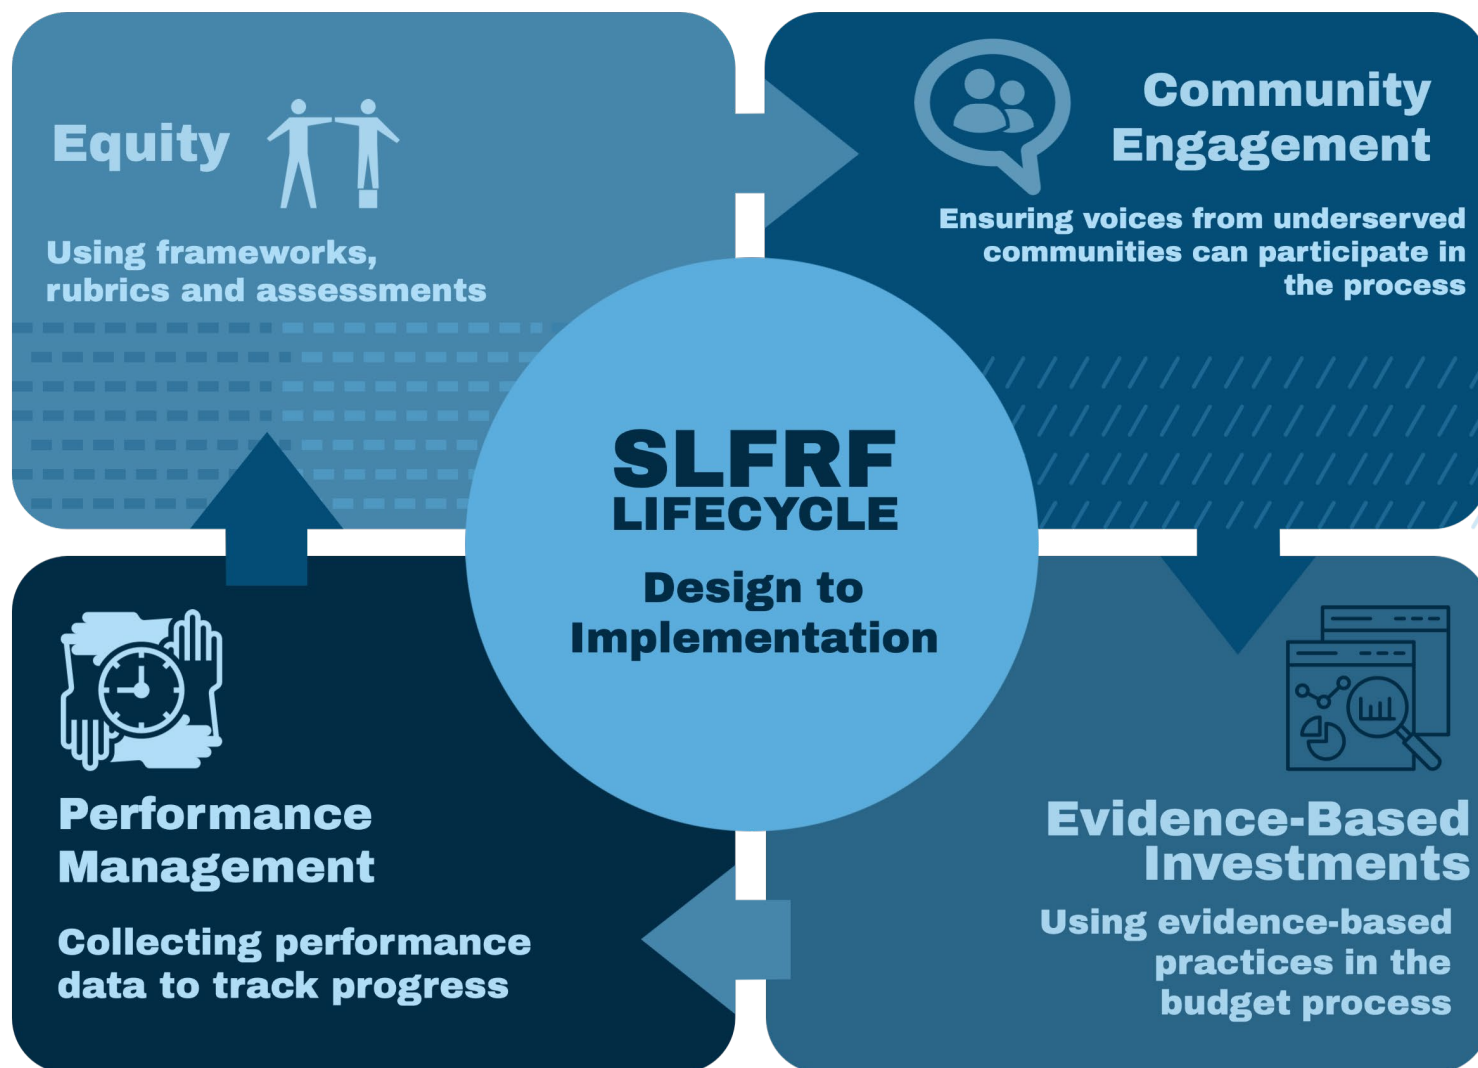 Equity
Using frameworks,
rubrics and assessments
Community
Engagement
Ensuring voices from underserved
communities can participate in
the process
SLFRF
LIFECYCLE
Design to
Implementation
Performance
Management
Collecting performance
data to track progress
Evidence-Based
Investments
Using evidence-based
practices in the
budget process